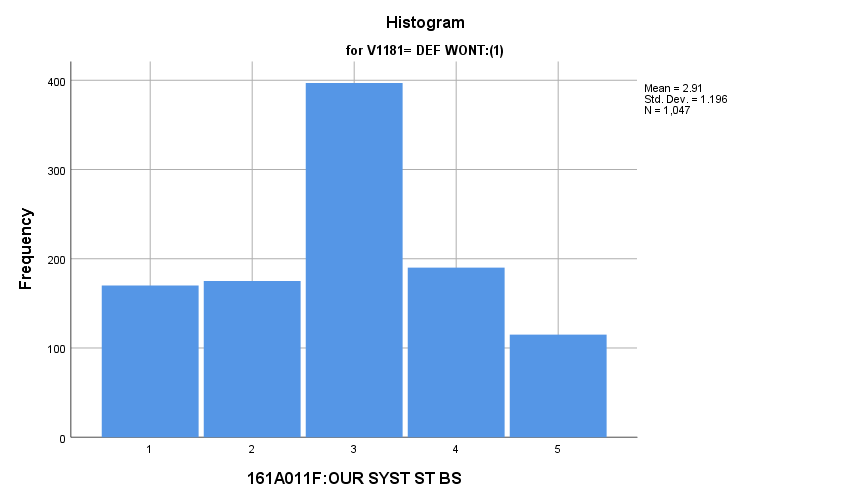 Histogram
for V1181= DEF WONT:(1)
Mean = 2.91
Std. Dev. = 1.196
N = 1,047
Frequency
400
300
200
100
0
1 2 3 4 5
161A011F:OUR SYST ST BS